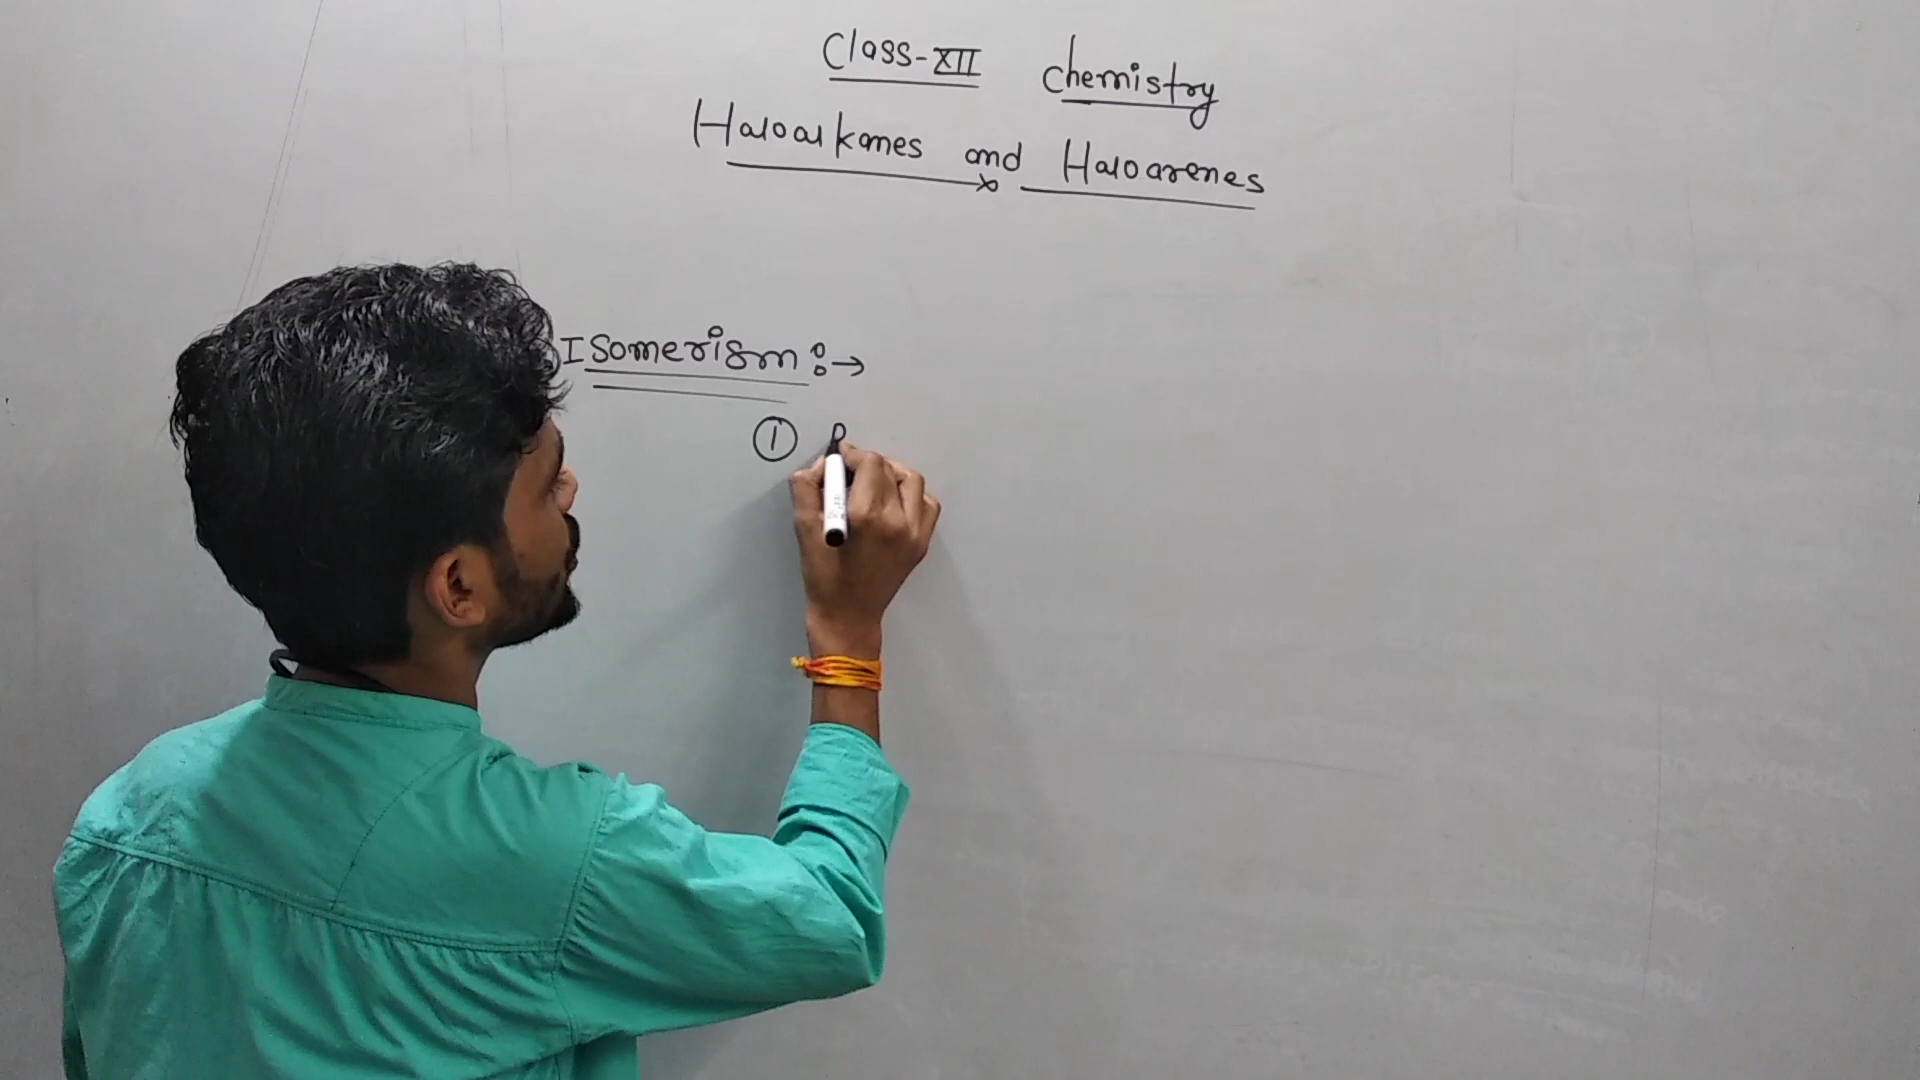 Class-XII Chemistry
Haloalkanes and Haloarenes
Isomerism :→
①